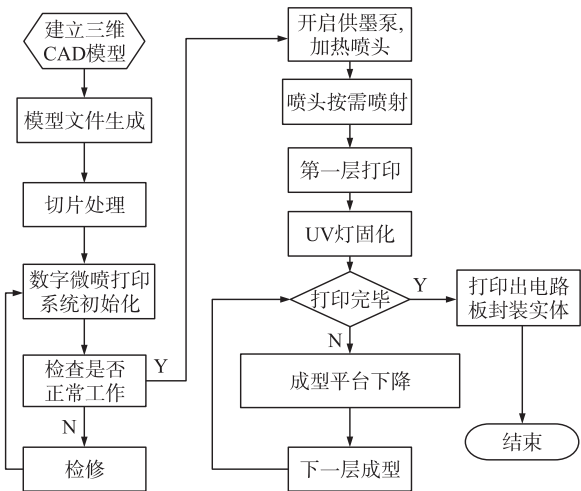 建立三维
CAD模型
模型文件生成
切片处理
数字微喷打印
系统初始化
检查是否
正常工作
Y
N
检修
开启供墨泵,
加热喷头
喷头按需喷射
第一层打印
UV灯固化
打印完毕
Y
N
成型平台下降
下一层成型
打印出电路
板封装实体
结束